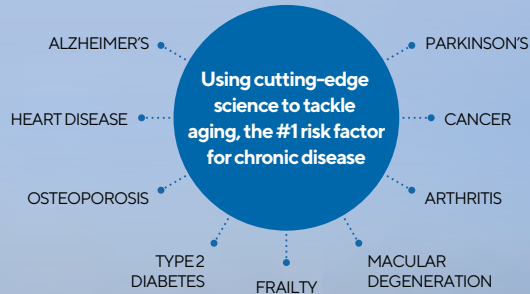 ALZHEIMER'S
PARKINSON'S
Using cutting-edge
science to tackle
aging, the #1 risk factor
for chronic disease
HEART DISEASE
CANCER
OSTEOPOROSIS
ARTHRITIS
TYPE 2
DIABETES
FRAILTY
MACULAR
DEGENERATION